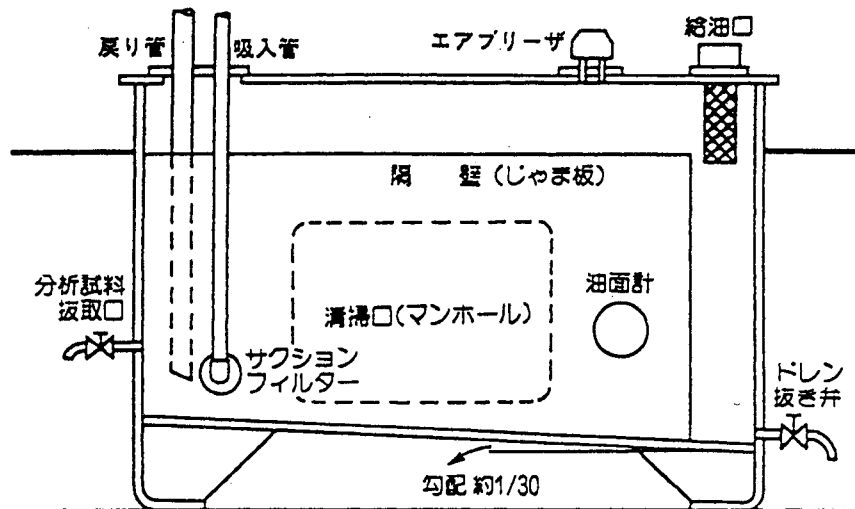 戻り管
吸入管
エアブリーザ
給油口
隔 壁(じゃま板)
分析試料
抜取口
清掃口(マンホール)
油面計
サクション
フィルター
ドレン
抜き弁
勾配 約1/30